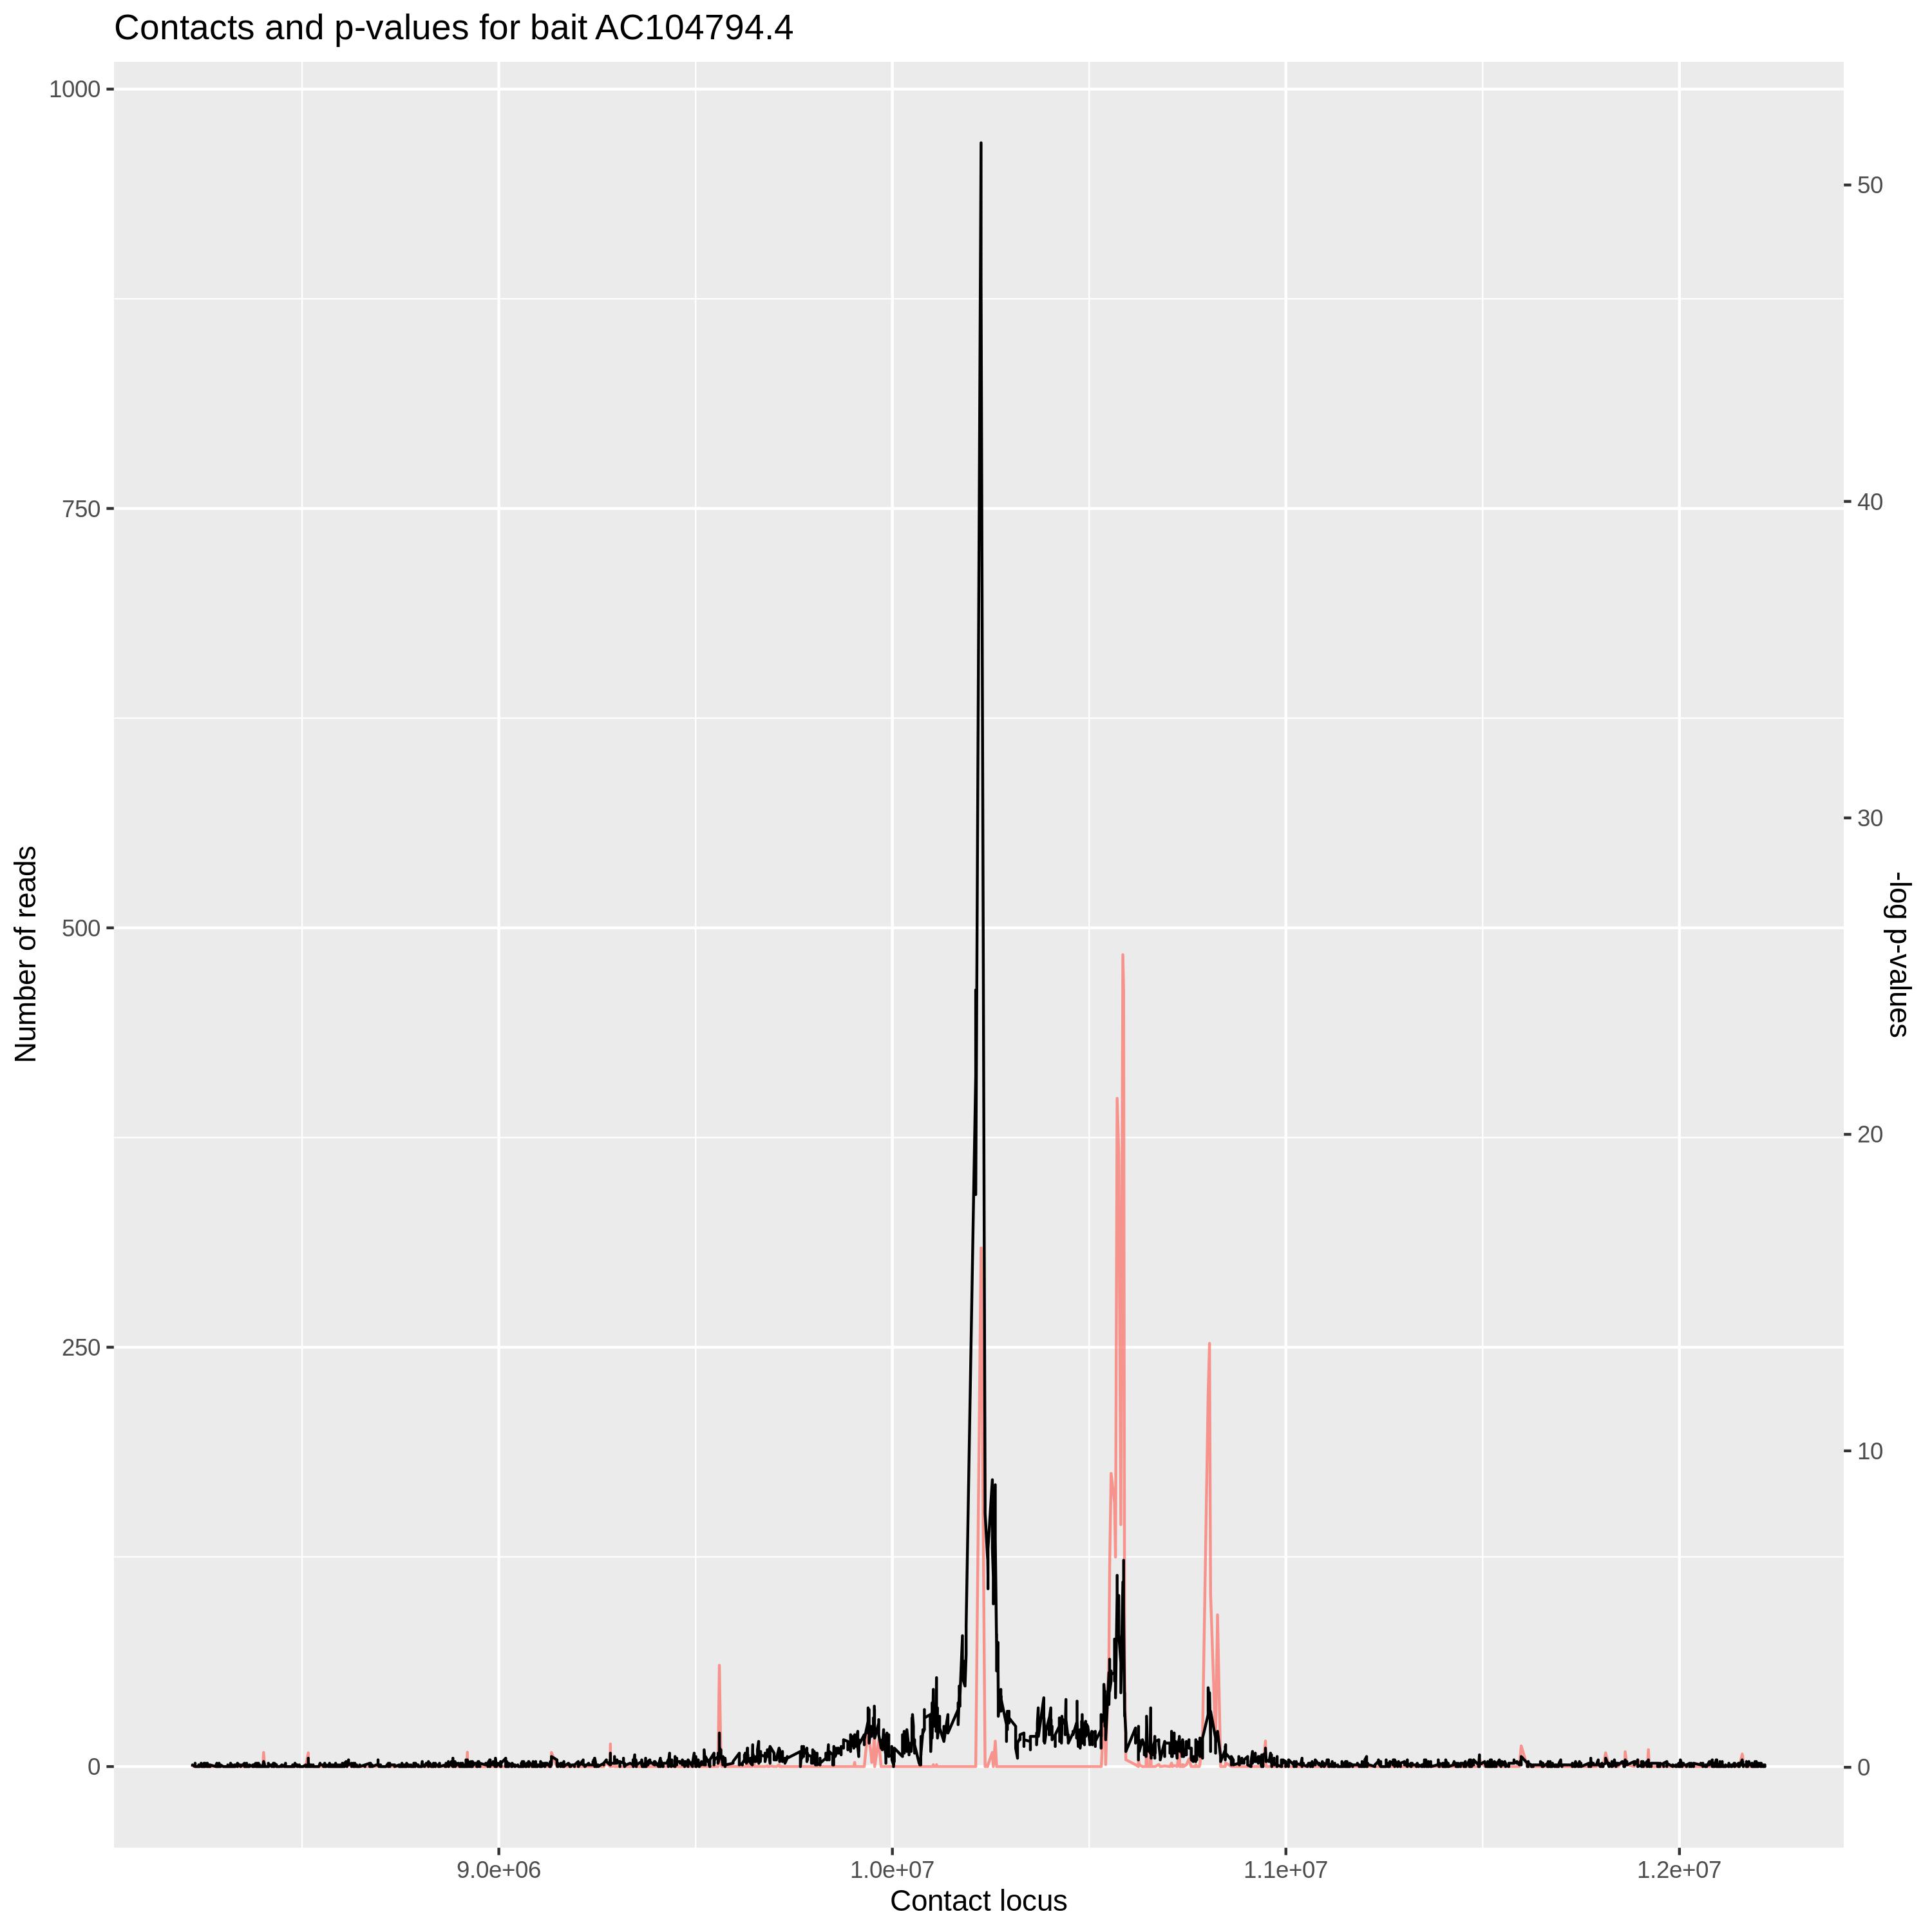 Contacts and p-values for bait AC104794.4
1000
750
500
250
0
Number of reads
50
40
30
20
10
0
-log p-values
9.0e+06
1.0e+07
1.1e+07
1.2e+07
Contact locus